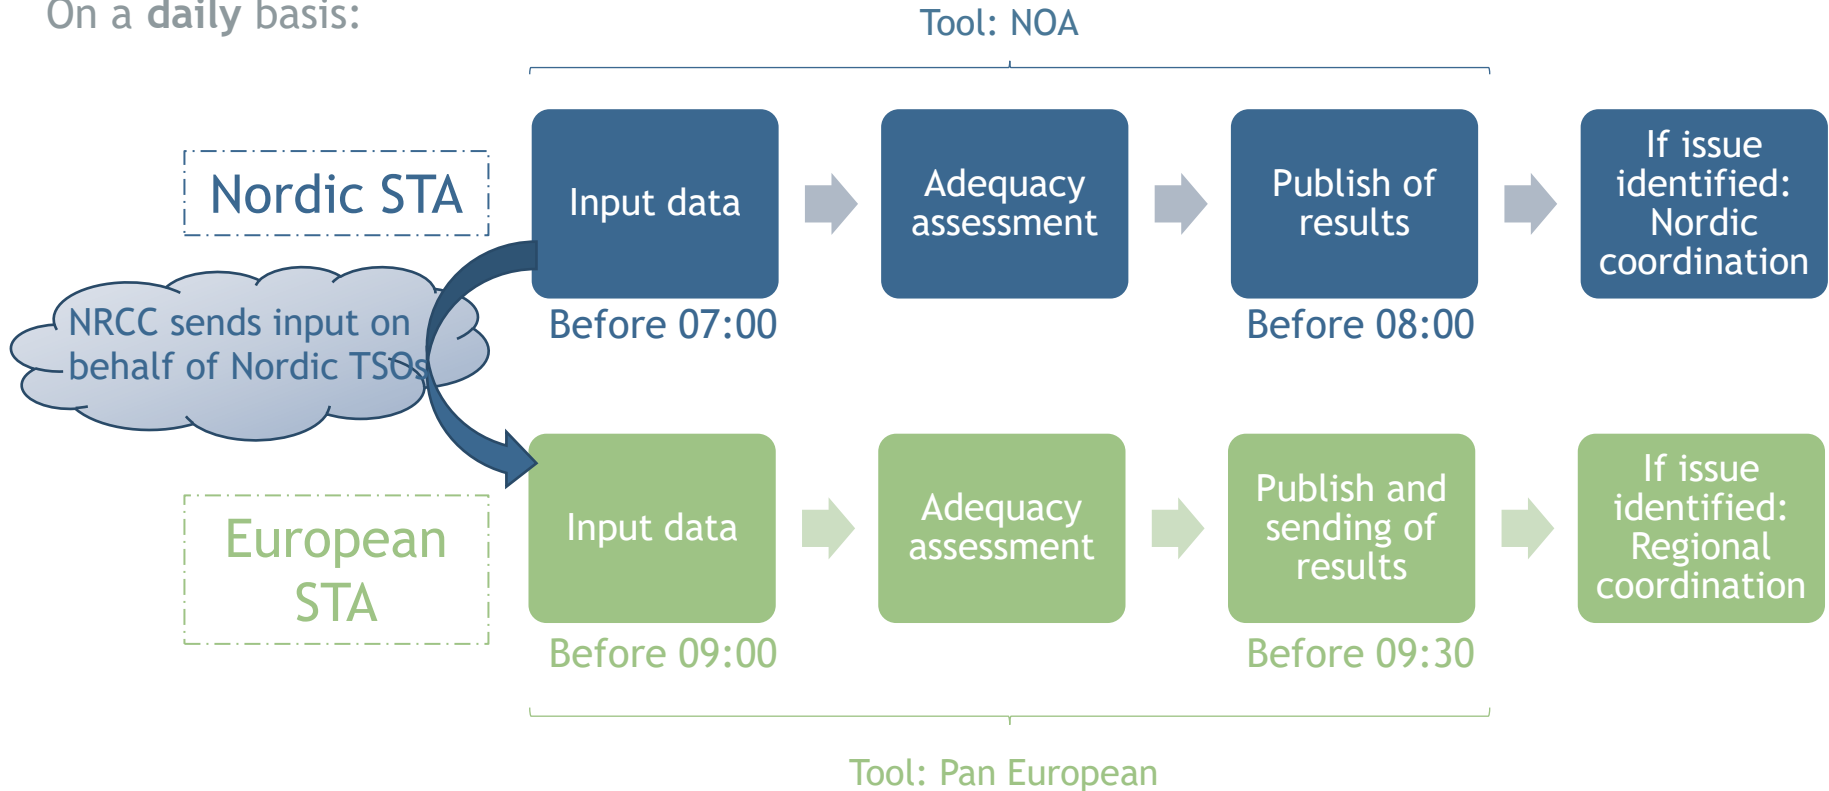 On a daily basis:
Tool: NOA
Nordic STA
Input data
Adequacy
assessment
Publish of
results
If issue
identified:
Nordic
coordination
Before 07:00
Before 08:00
NRCC sends input on
behalf of Nordic TSOs
European
STA
Input data
Adequacy
assessment
Publish and
sending of
results
If issue
identified:
Regional
coordination
Before 09:00
Before 09:30
Tool: Pan European